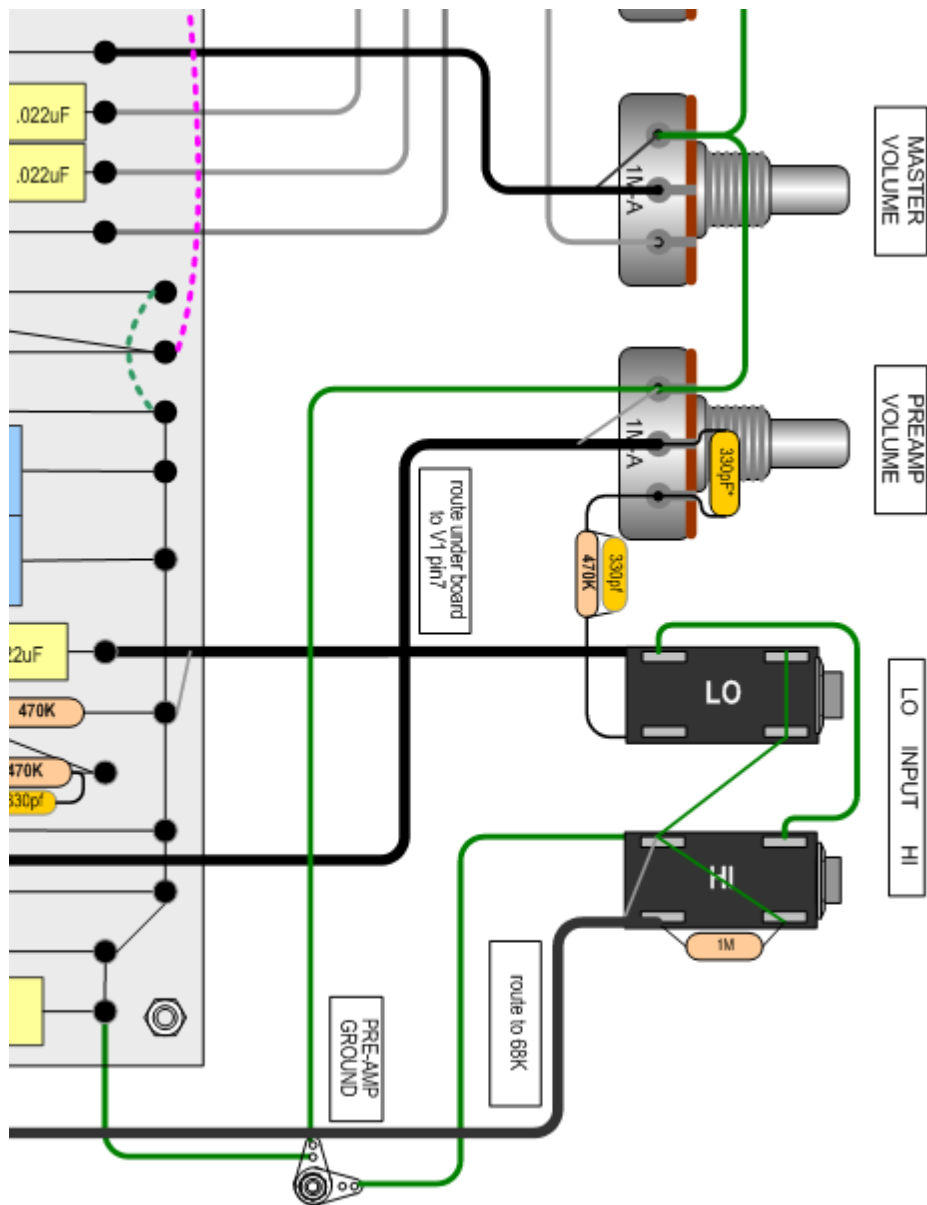 .022uF
.022uF
1M-A
MASTER
VOLUME
1M-A
330pF*
PREAMP
VOLUME
route under board
to V1 pin7
470K
330pf
22uF
LO
470K
470K
330pf
LO INPUT HI
HI
1M
route to 68K
PRE-AMP
GROUND